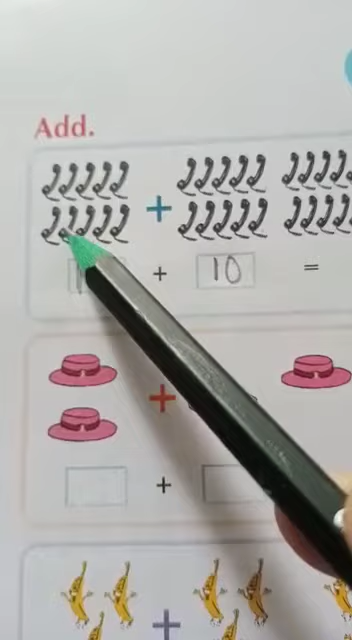 Add.
+
+ 10 =
+
+
+